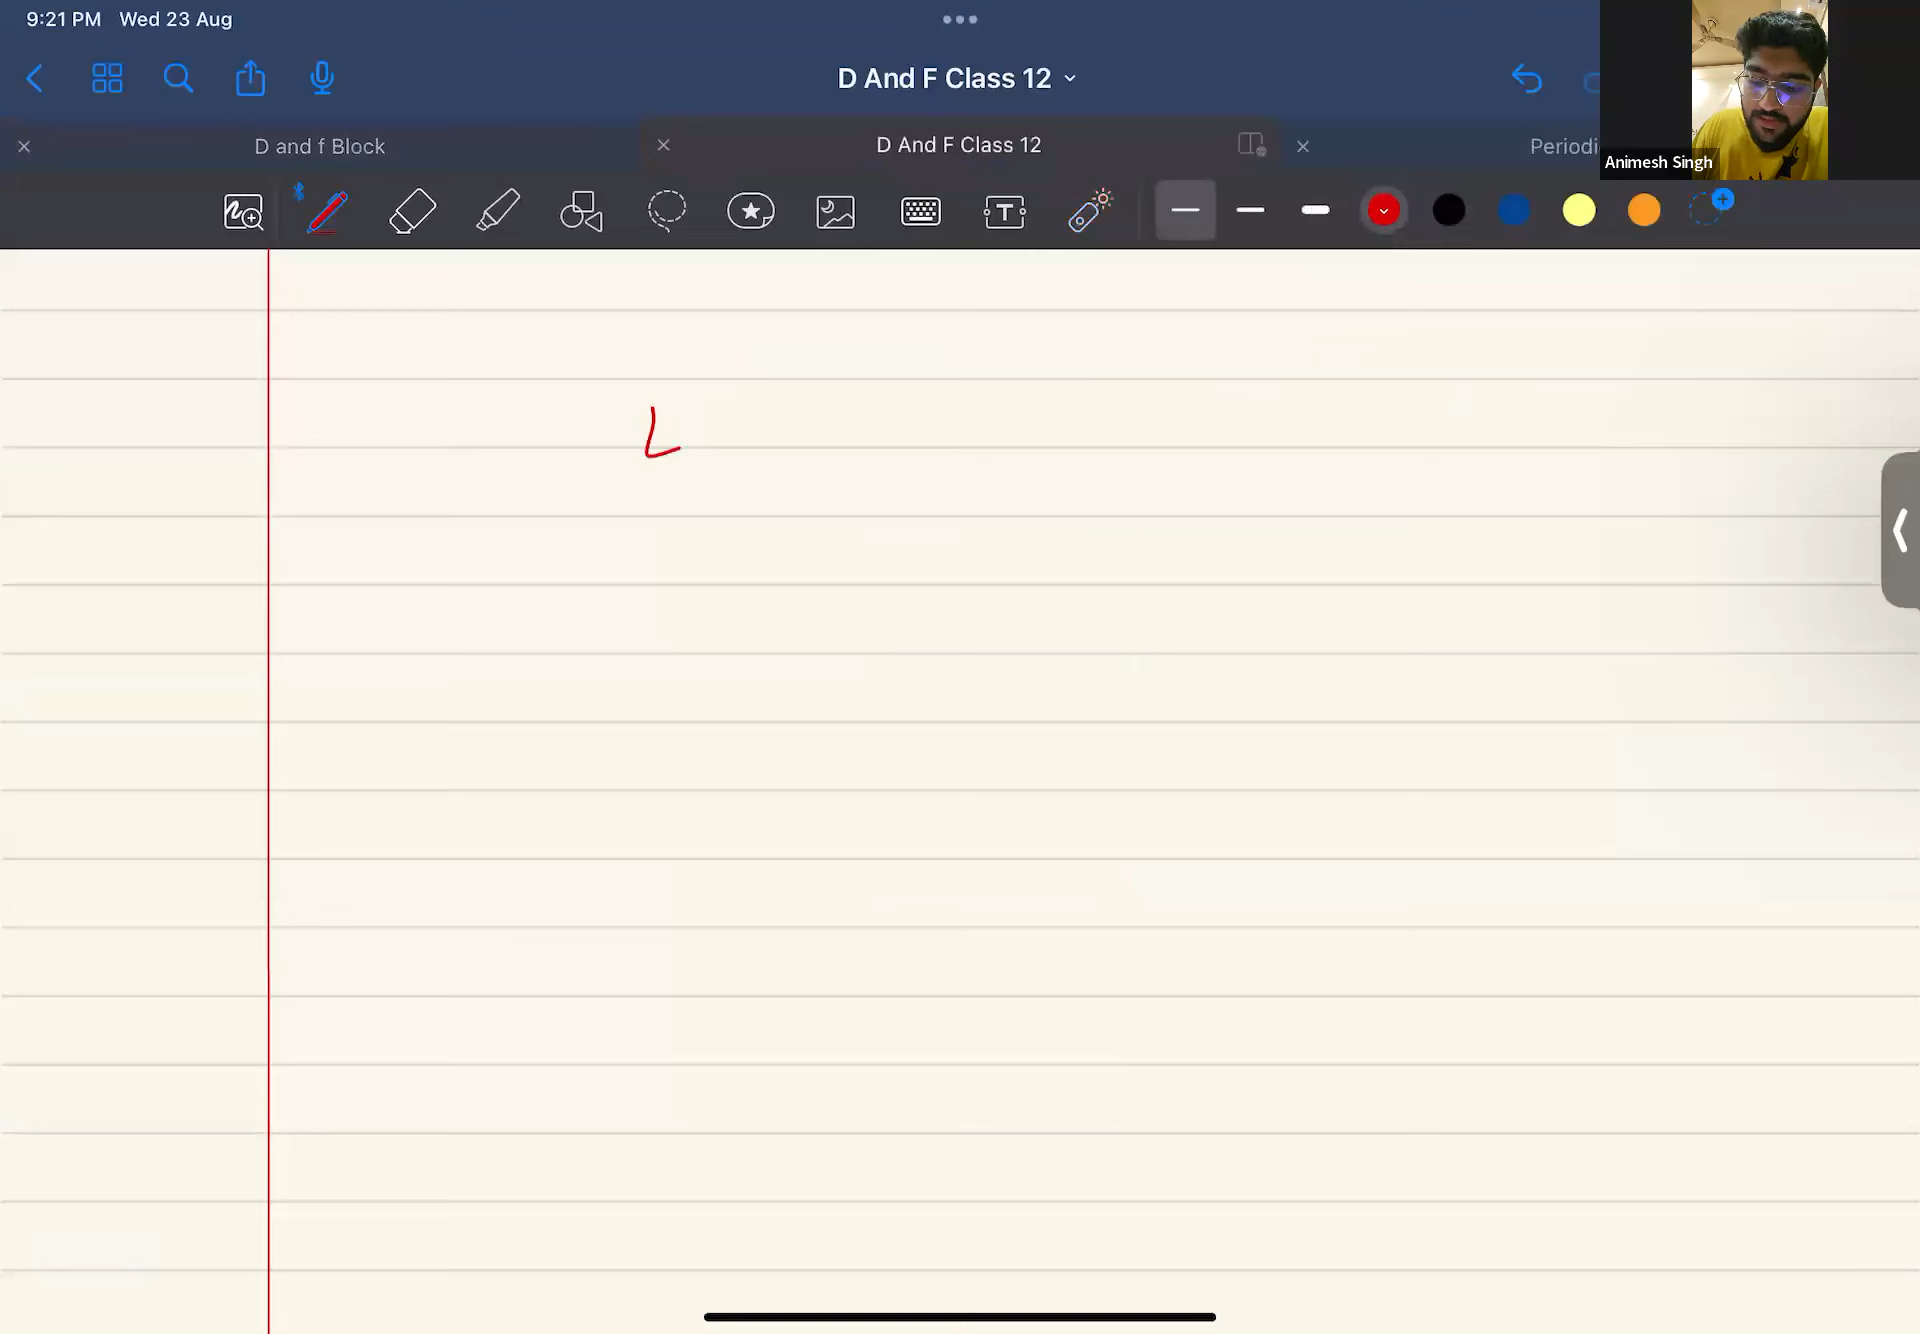 9:21 PM Wed 23 Aug
D And F Class 12
D and f Block
D And F Class 12
Periodi
Animesh Singh
T
L